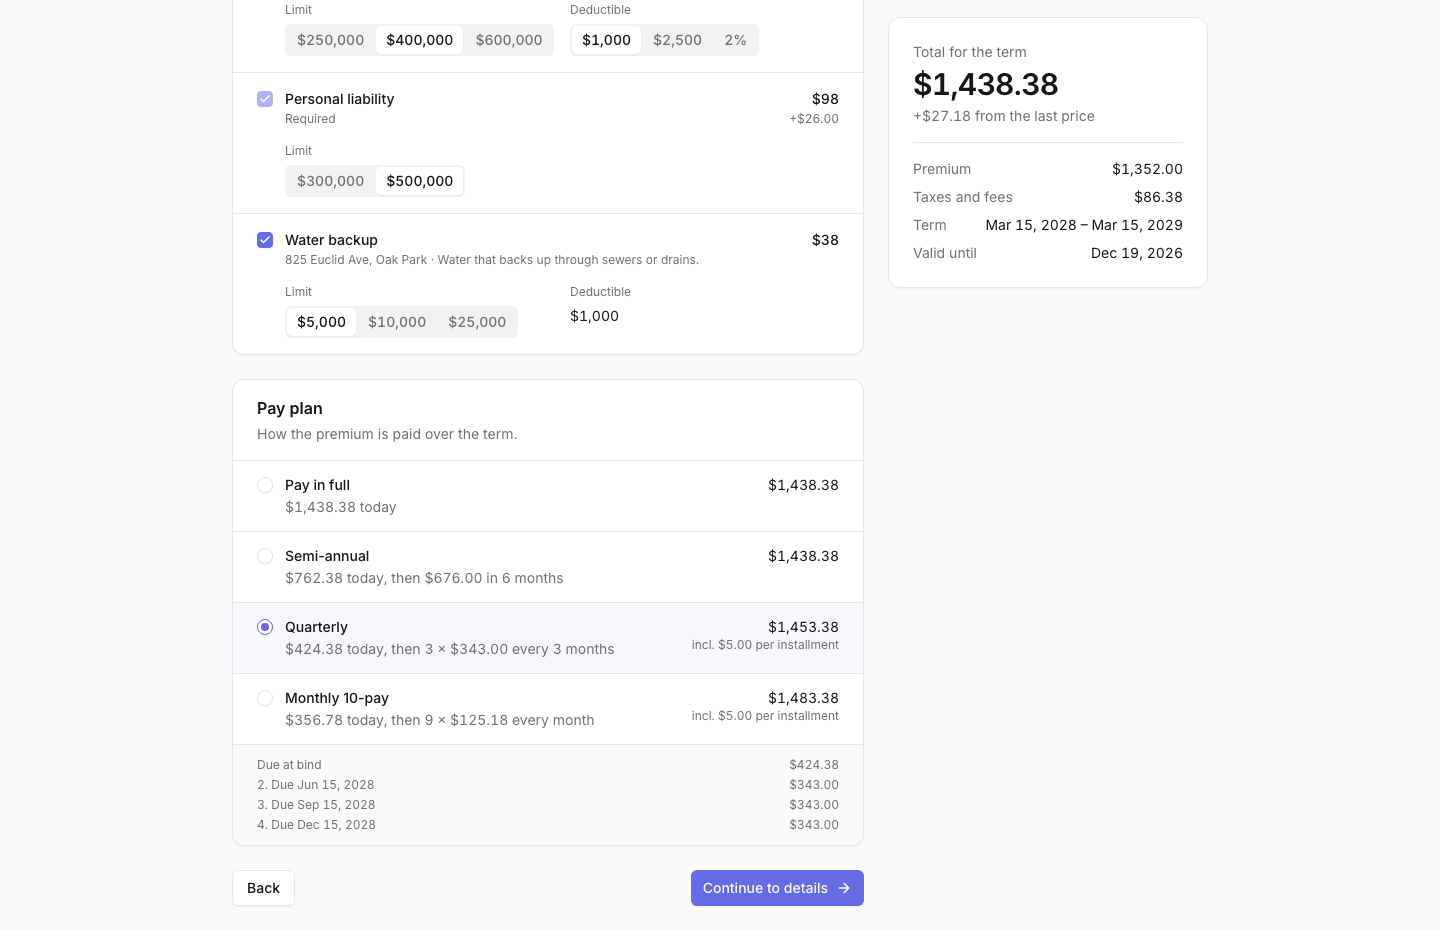 Limit
Deductible
$250,000 $400,000 $600,000
$1,000 $2,500 2%
Personal liability
$98
Required
+$26.00
Limit
$300,000 $500,000
Water backup
$38
825 Euclid Ave, Oak Park · Water that backs up through sewers or drains.
Limit
Deductible
$5,000 $10,000 $25,000
$1,000
Pay plan
How the premium is paid over the term.
Pay in full
$1,438.38
$1,438.38 today
Semi-annual
$1,438.38
$762.38 today, then $676.00 in 6 months
Quarterly
$1,453.38
$424.38 today, then 3 × $343.00 every 3 months
incl. $5.00 per installment
Monthly 10-pay
$1,483.38
$356.78 today, then 9 × $125.18 every month
incl. $5.00 per installment
Due at bind
$424.38
2. Due Jun 15, 2028
$343.00
3. Due Sep 15, 2028
$343.00
4. Due Dec 15, 2028
$343.00
Back
Continue to details
Total for the term
$1,438.38
+$27.18 from the last price
Premium
$1,352.00
Taxes and fees
$86.38
Term
Mar 15, 2028 – Mar 15, 2029
Valid until
Dec 19, 2026